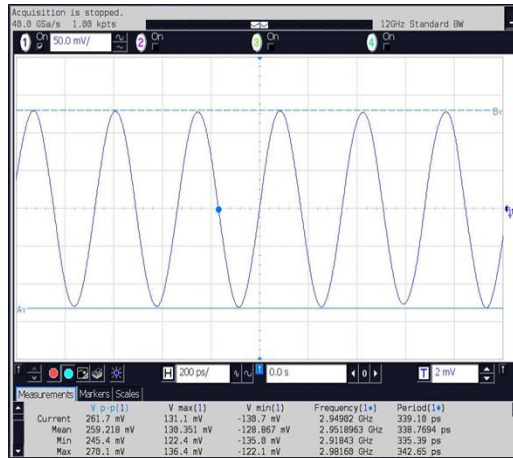 Acquisition is stopped.
40.0 GSa/s 1.00 kpts
12GHz Standard BW
1 On 50.0 mV/ 2 On 3 On 4 On
By
Ay
H 200 ps/ 0.0 s 0 T 2 mV
Measurements Markers Scales
V p-p(1) V max(1) V min(1) Frequency(1•) Period(1•)
Current 261.7 mV 131.1 mV -130.7 mV 2.94902 GHz 339.10 ps
Mean 259.218 mV 130.351 mV -128.867 mV 2.9518963 GHz 338.7694 ps
Min 245.4 mV 122.4 mV -135.0 mV 2.91843 GHz 335.39 ps
Max 270.1 mV 136.4 mV -122.1 mV 2.98160 GHz 342.65 ps